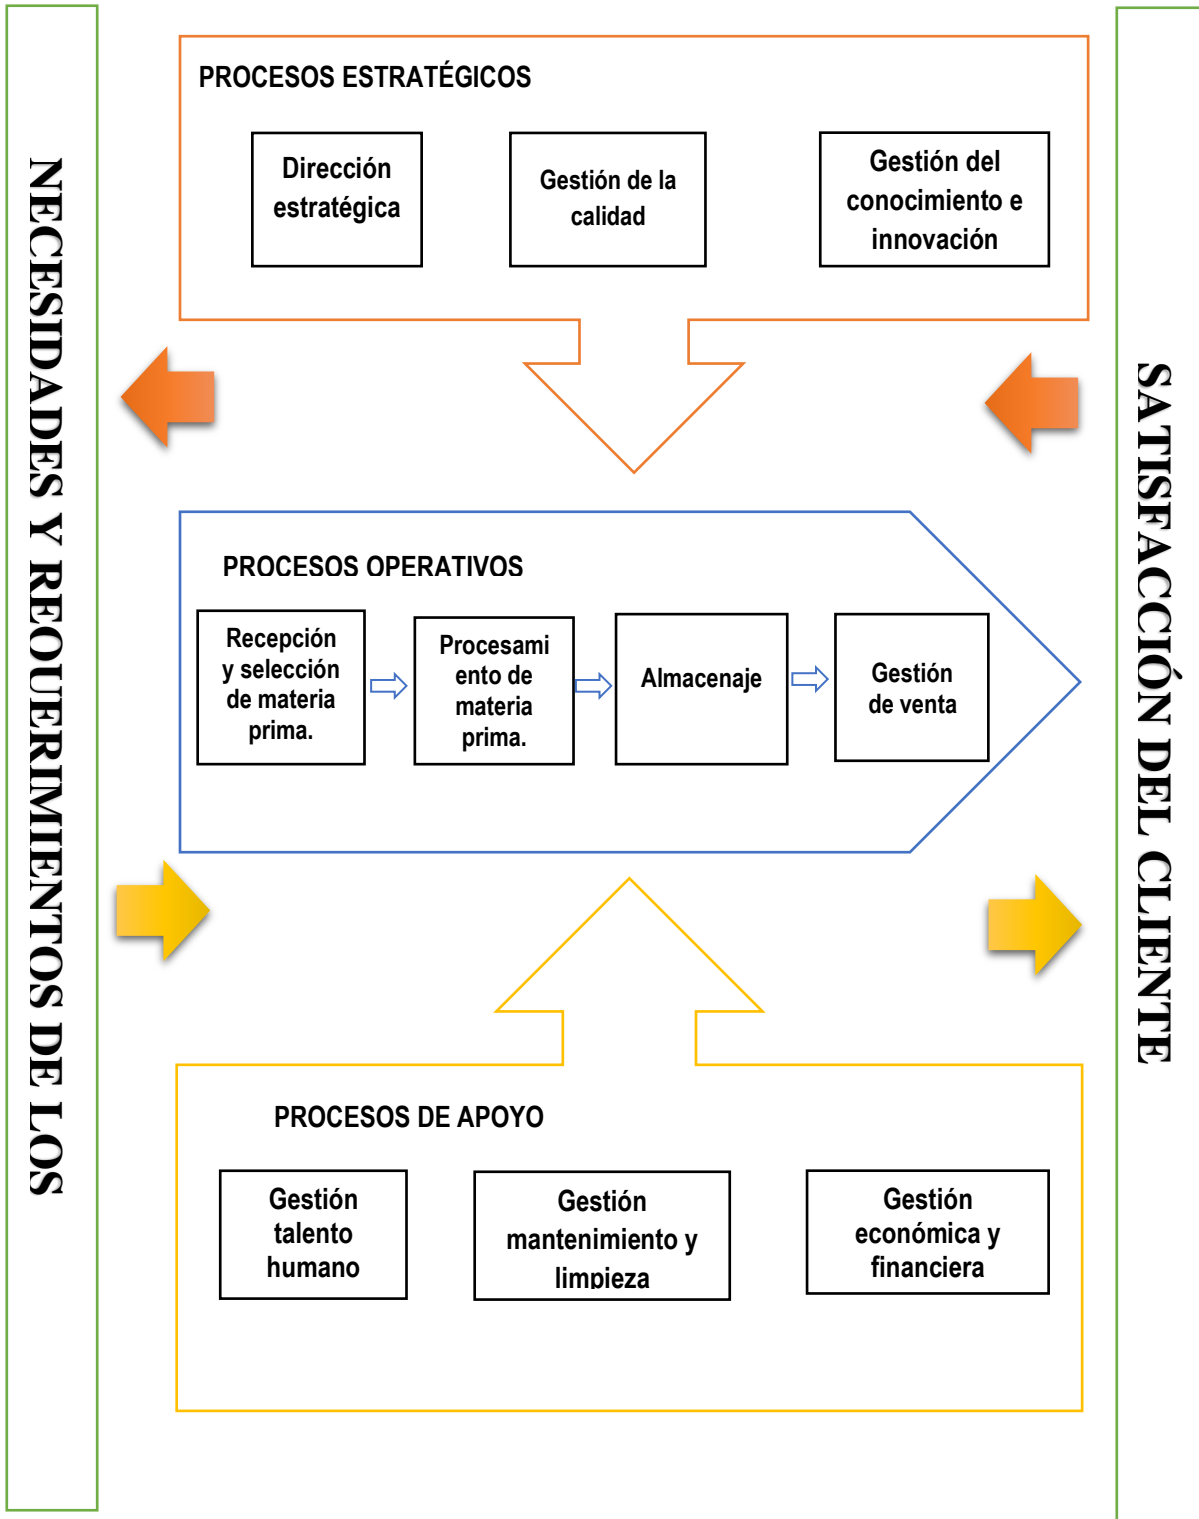 NECESIDADES Y REQUERIMIENTOS DE LOS
PROCESOS ESTRATÉGICOS
Dirección
estratégica
Gestión de la
calidad
Gestión del
conocimiento e
innovación
PROCESOS OPERATIVOS
Recepción
y selección
de materia
prima.
Procesami
ento de
materia
prima.
Almacenaje
Gestión
de venta
PROCESOS DE APOYO
Gestión
talento
humano
Gestión
mantenimiento y
limpieza
Gestión
económica y
financiera
SATISFACCIÓN DEL CLIENTE